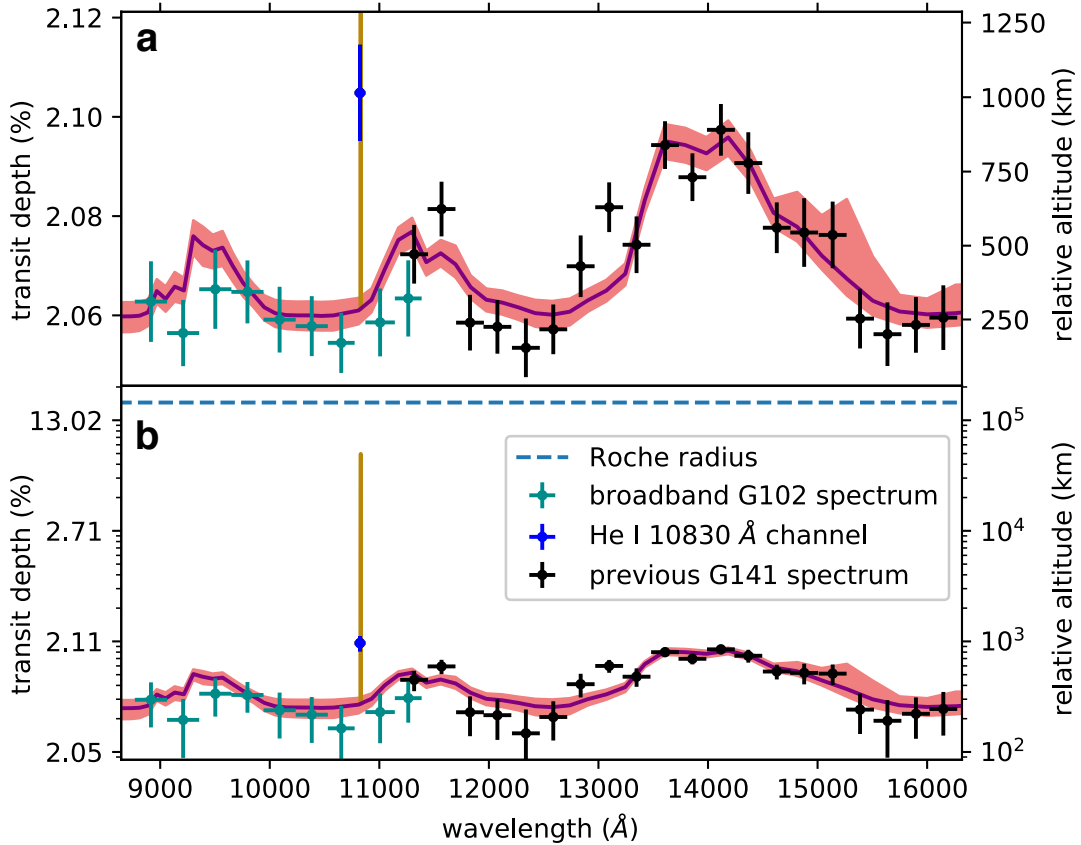 a
2.12
2.10
2.08
2.06
transit depth (%)
1250
1000
750
500
250
relative altitude (km)
b
13.02
2.71
2.11
2.05
transit depth (%)
10⁵
10⁴
10³
10²
relative altitude (km)
Roche radius
broadband G102 spectrum
He I 10830 Å channel
previous G141 spectrum
9000 10000 11000 12000 13000 14000 15000 16000
wavelength (Å)